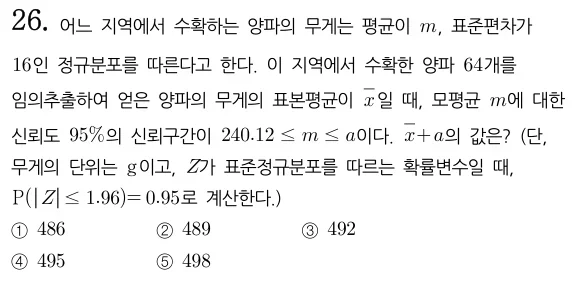 26. 어느 지역에서 수확하는 양파의 무게는 평균이 m, 표준편차가
16인 정규분포를 따른다고 한다. 이 지역에서 수확한 양파 64개를
임의추출하여 얻은 양파의 무게의 표본평균이 x̄일 때, 모평균 m에 대한
신뢰도 95%의 신뢰구간이 240.12 ≤ m ≤ a이다. x̄+a의 값은? (단,
무게의 단위는 g이고, Z가 표준정규분포를 따르는 확률변수일 때,
P(|Z| ≤ 1.96)= 0.95로 계산한다.)
① 486 ② 489 ③ 492
④ 495 ⑤ 498